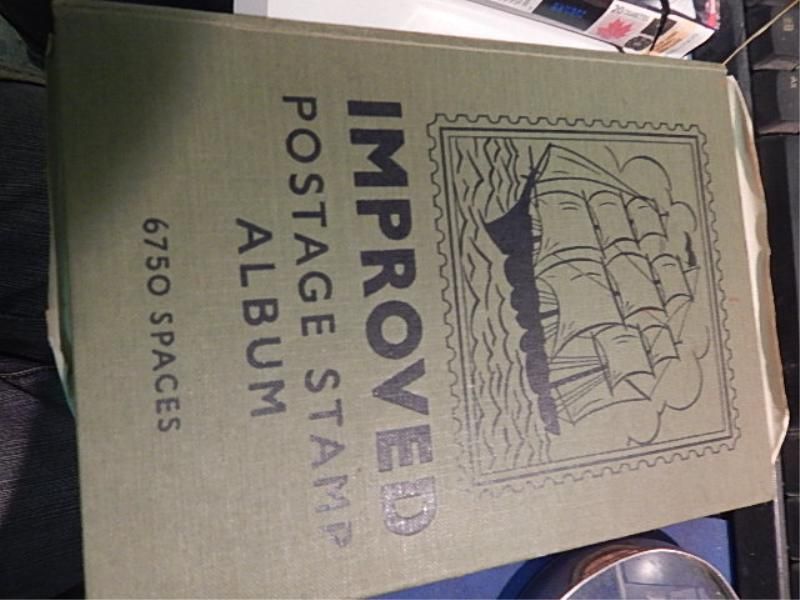 IMPROVED
POSTAGE STAMP
ALBUM
6750 SPACES